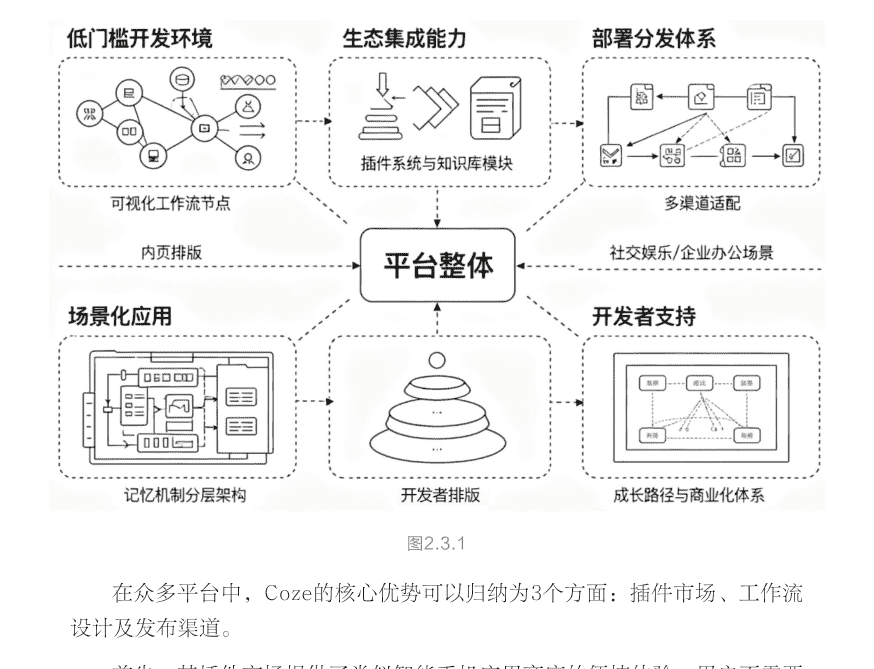 低门槛开发环境
生态集成能力
部署分发体系
插件系统与知识库模块
可视化工作流节点
多渠道适配
内页排版
平台整体
社交娱乐/企业办公场景
场景化应用
开发者支持
记忆机制分层架构
开发者排版
成长路径与商业化体系
图2.3.1
在众多平台中，Coze的核心优势可以归纳为3个方面：插件市场、工作流
设计及发布渠道。